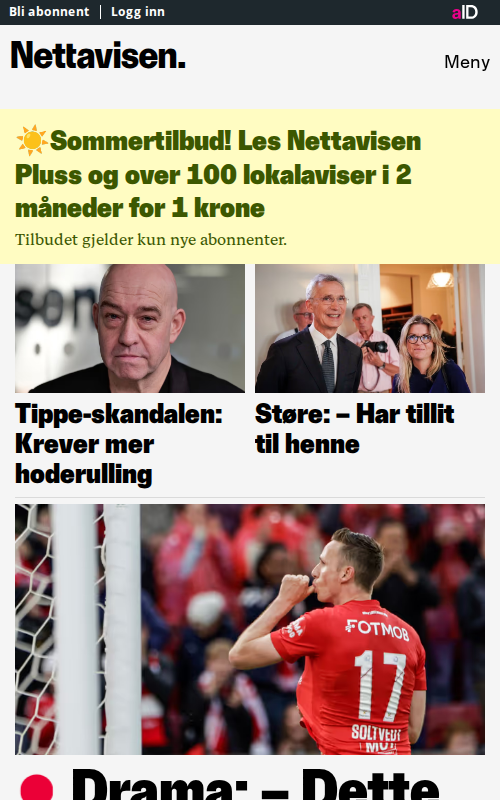 Bli abonnent | Logg inn
aID
Nettavisen.
Meny
☀️Sommertilbud! Les Nettavisen
Pluss og over 100 lokalaviser i 2
måneder for 1 krone
Tilbudet gjelder kun nye abonnenter.
son
Tippe-skandalen:
Krever mer
hoderulling
Støre: – Har tillit
til henne
FOTMOB
17
SOLTVEDT
Drama: – Dette